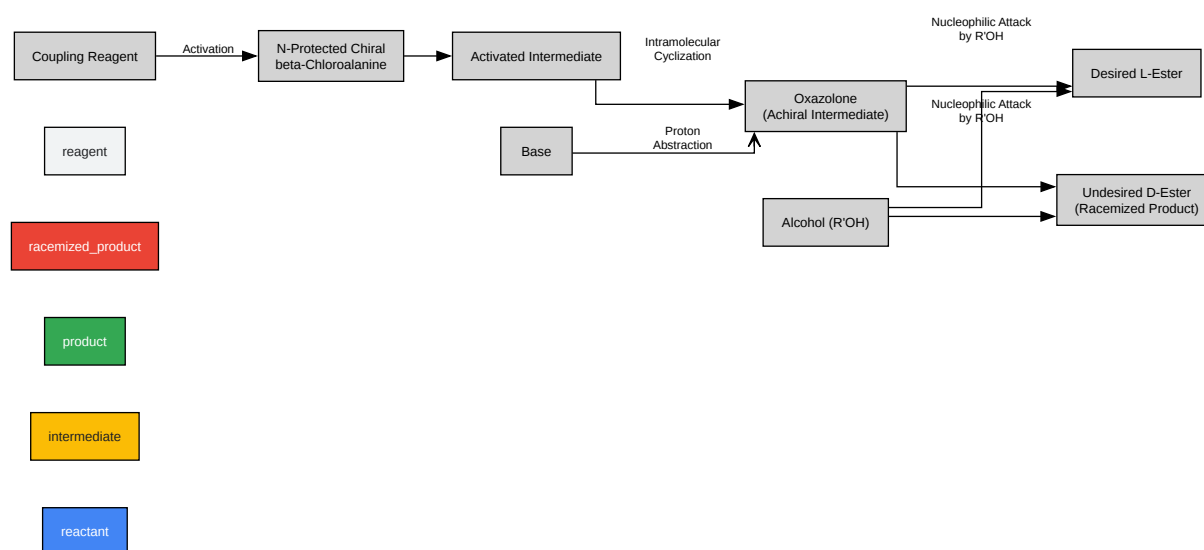 Nucleophilic Attack
by R'OH
Coupling Reagent
Activation
N-Protected Chiral
beta-Chloroalanine
Activated Intermediate
Intramolecular
Cyclization
Desired L-Ester
Oxazolone
(Achiral Intermediate)
Nucleophilic Attack
by R'OH
reagent
Base
Proton
Abstraction
Undesired D-Ester
(Racemized Product)
Alcohol (R'OH)
racemized_product
product
intermediate
reactant